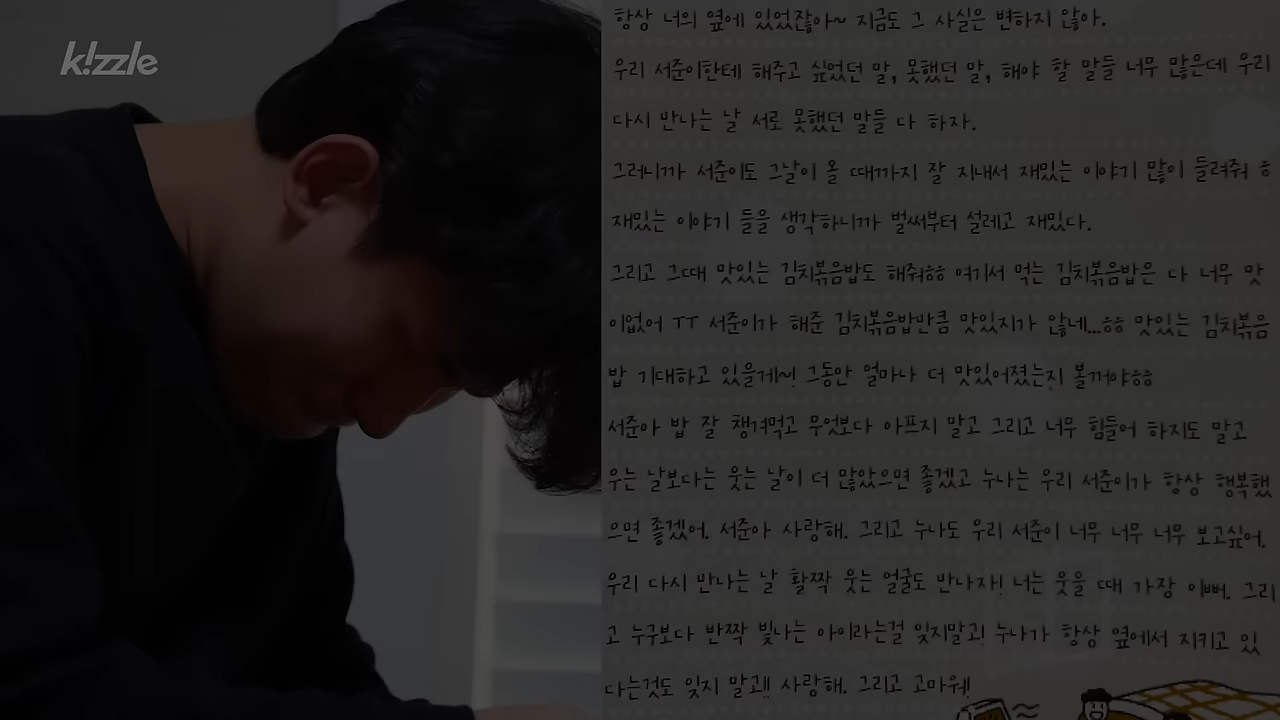 k!zzle
항상 너의 옆에 있었잖아~ 지금도 그 사실은 변하지 않아.
우리 서준이한테 해주고 싶었던 말, 못했던 말, 해야 할 말들 너무 많은데 우리
다시 만나는 날 서로 못했던 말들 다 하자.
그러니까 서준이도 그날이 올 때까지 잘 지내서 재밌는 이야기 많이 들려줘 ㅎ
재밌는 이야기 들을 생각하니까 벌써부터 설레고 재밌다.
그리고 그때 맛있는 김치볶음밥도 해줘ㅎㅎ 여기서 먹는 김치볶음밥은 다 너무 맛
이없어 ㅜㅜ 서준이가 해준 김치볶음밥만큼 맛있지가 않네...ㅎㅎ 맛있는 김치볶음
밥 기대하고 있을게~! 그동안 얼마나 더 맛있어졌는지 볼꺼야ㅎㅎ
서준아 밥 잘 챙겨먹고 무엇보다 아프지 말고 그리고 너무 힘들어 하지도 말고
우는 날보다는 웃는 날이 더 많았으면 좋겠고 누나는 우리 서준이가 항상 행복했
으면 좋겠어. 서준아 사랑해. 그리고 누나도 우리 서준이 너무 너무 너무 보고싶어.
우리 다시 만나는 날 활짝 웃는 얼굴로 만나자! 너는 웃을 때 가장 이뻐. 그리
고 누구보다 반짝 빛나는 아이라는걸 잊지말고! 누나가 항상 옆에서 지키고 있
다는것도 잊지 말고!! 사랑해. 그리고 고마워!